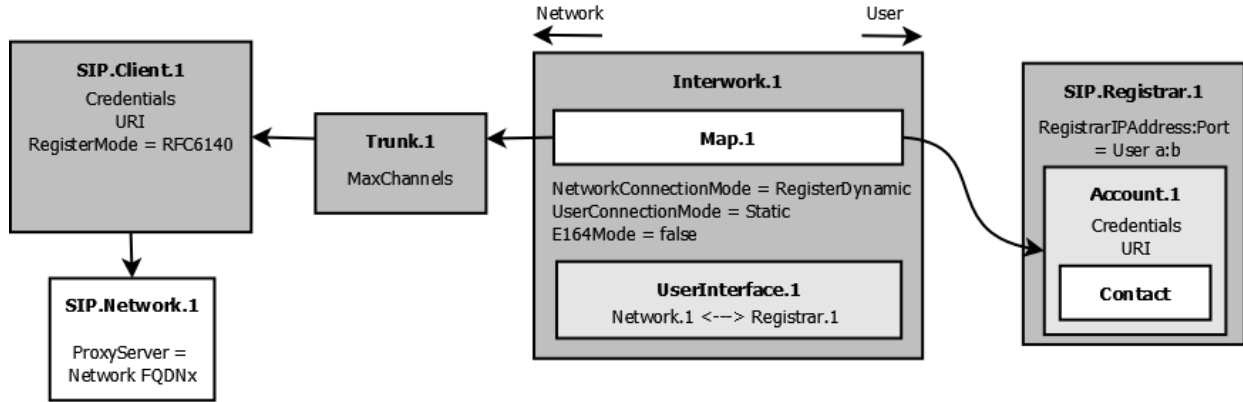 Network
User
SIP.Client.1
Credentials
URI
RegisterMode = RFC6140
Trunk.1
MaxChannels
SIP.Network.1
ProxyServer =
Network FQDNx
Interwork.1
Map.1
NetworkConnectionMode = RegisterDynamic
UserConnectionMode = Static
E164Mode = false
UserInterface.1
Network.1 <---> Registrar.1
SIP.Registrar.1
RegistrarIPAddress:Port
= User a:b
Account.1
Credentials
URI
Contact